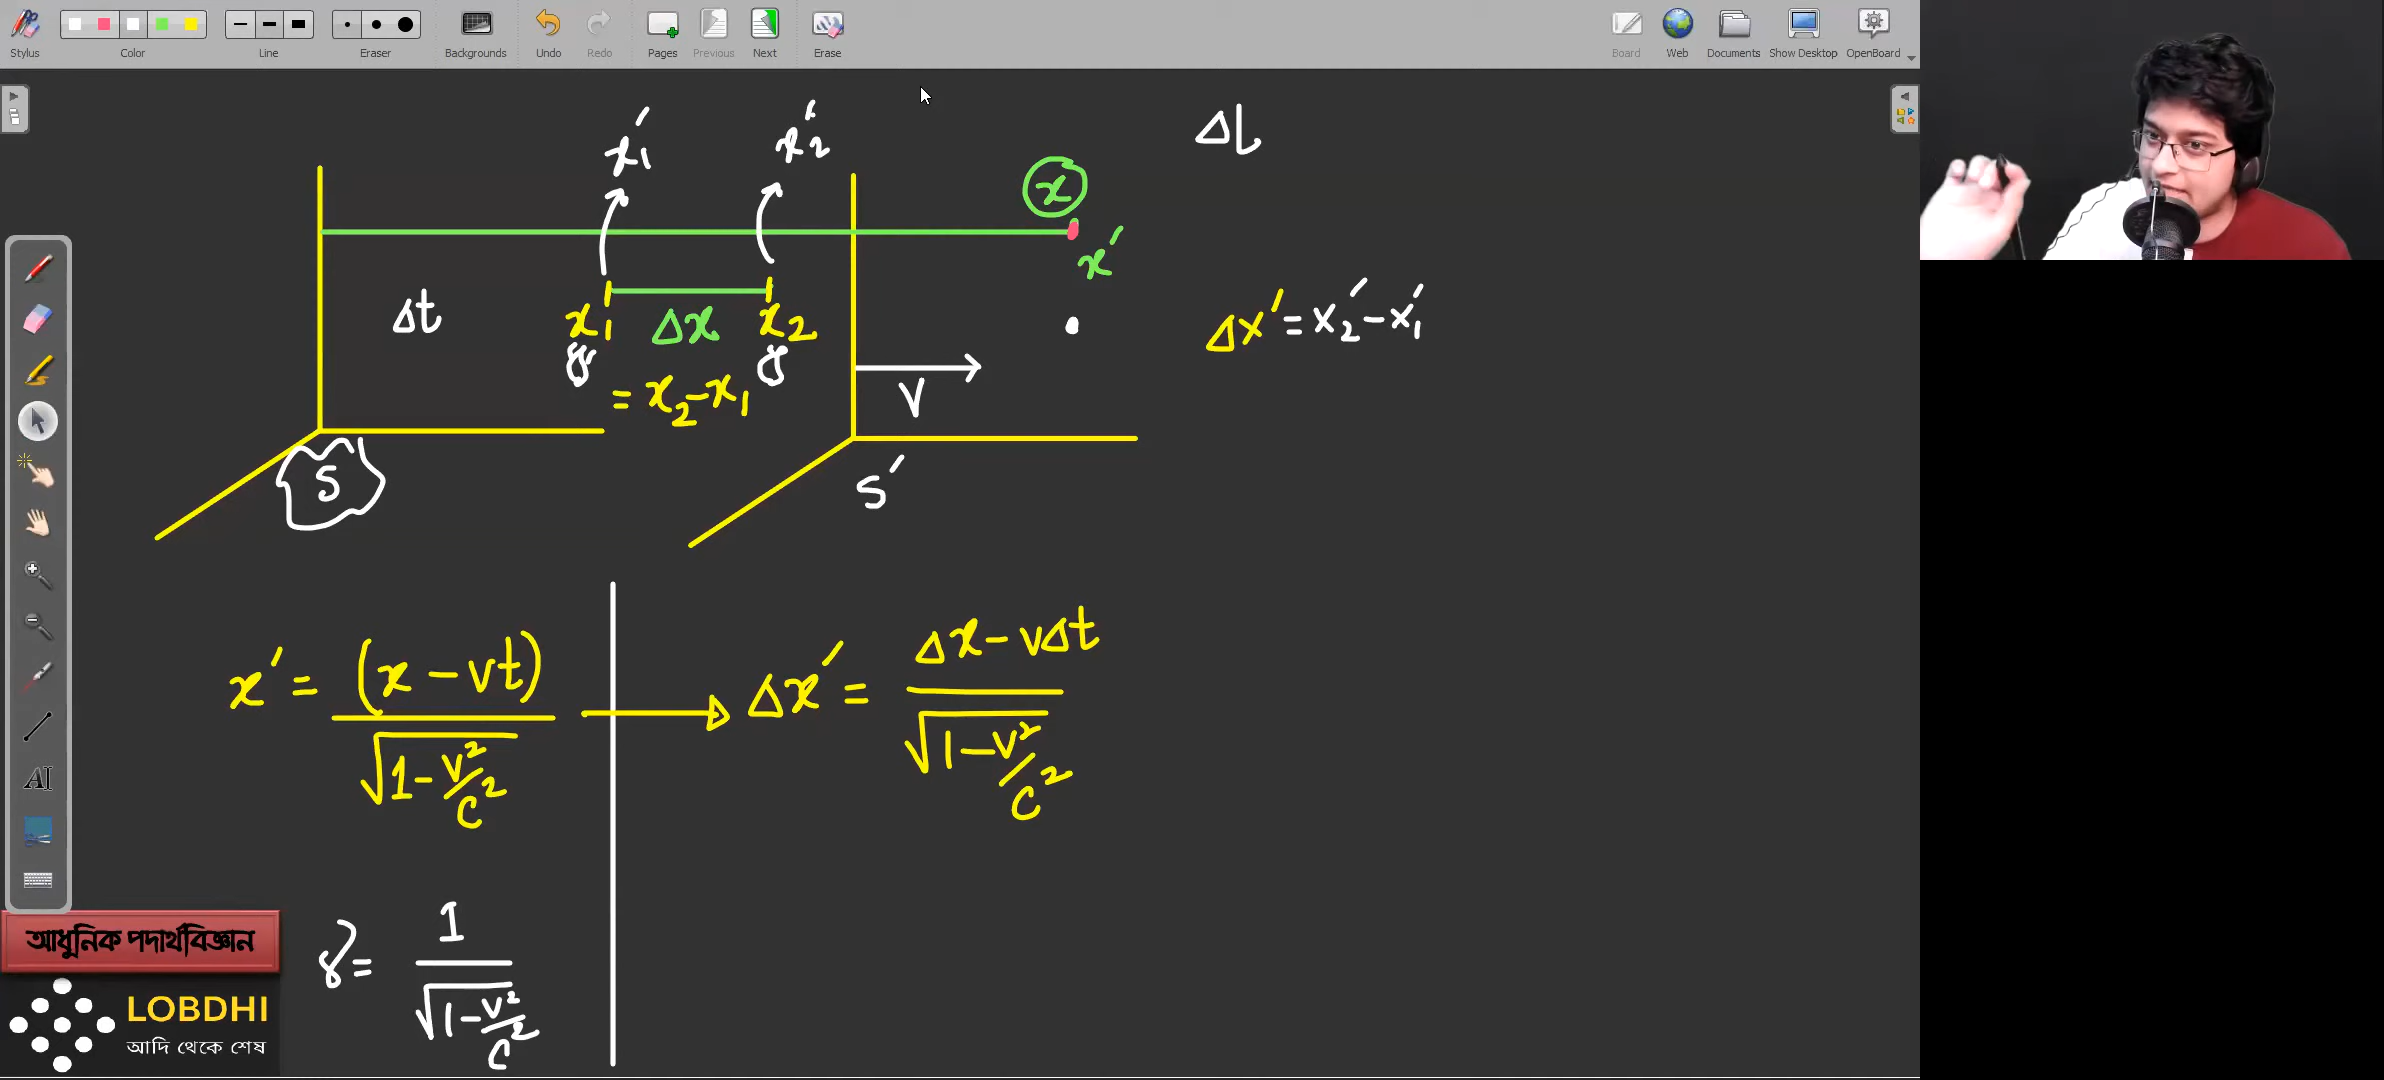 Stylus
Color
Line
Eraser
Backgrounds
Undo
Redo
Pages
Previous
Next
Erase
Board
Web
Documents
Show Desktop
OpenBoard
x₁′
x₂′
ΔL
x
x′
Δt
x₁ Δx x₂
= x₂-x₁
V
Δx′ = x₂′ - x₁′
S
S′
x′ = (x - vt) / √(1 - v²/c²)
Δx′ = (Δx - vΔt) / √(1 - v²/c²)
γ = 1 / √(1 - v²/c²)
AI
আধুনিক পদার্থবিজ্ঞান
LOBDHI
আদি থেকে শেষ